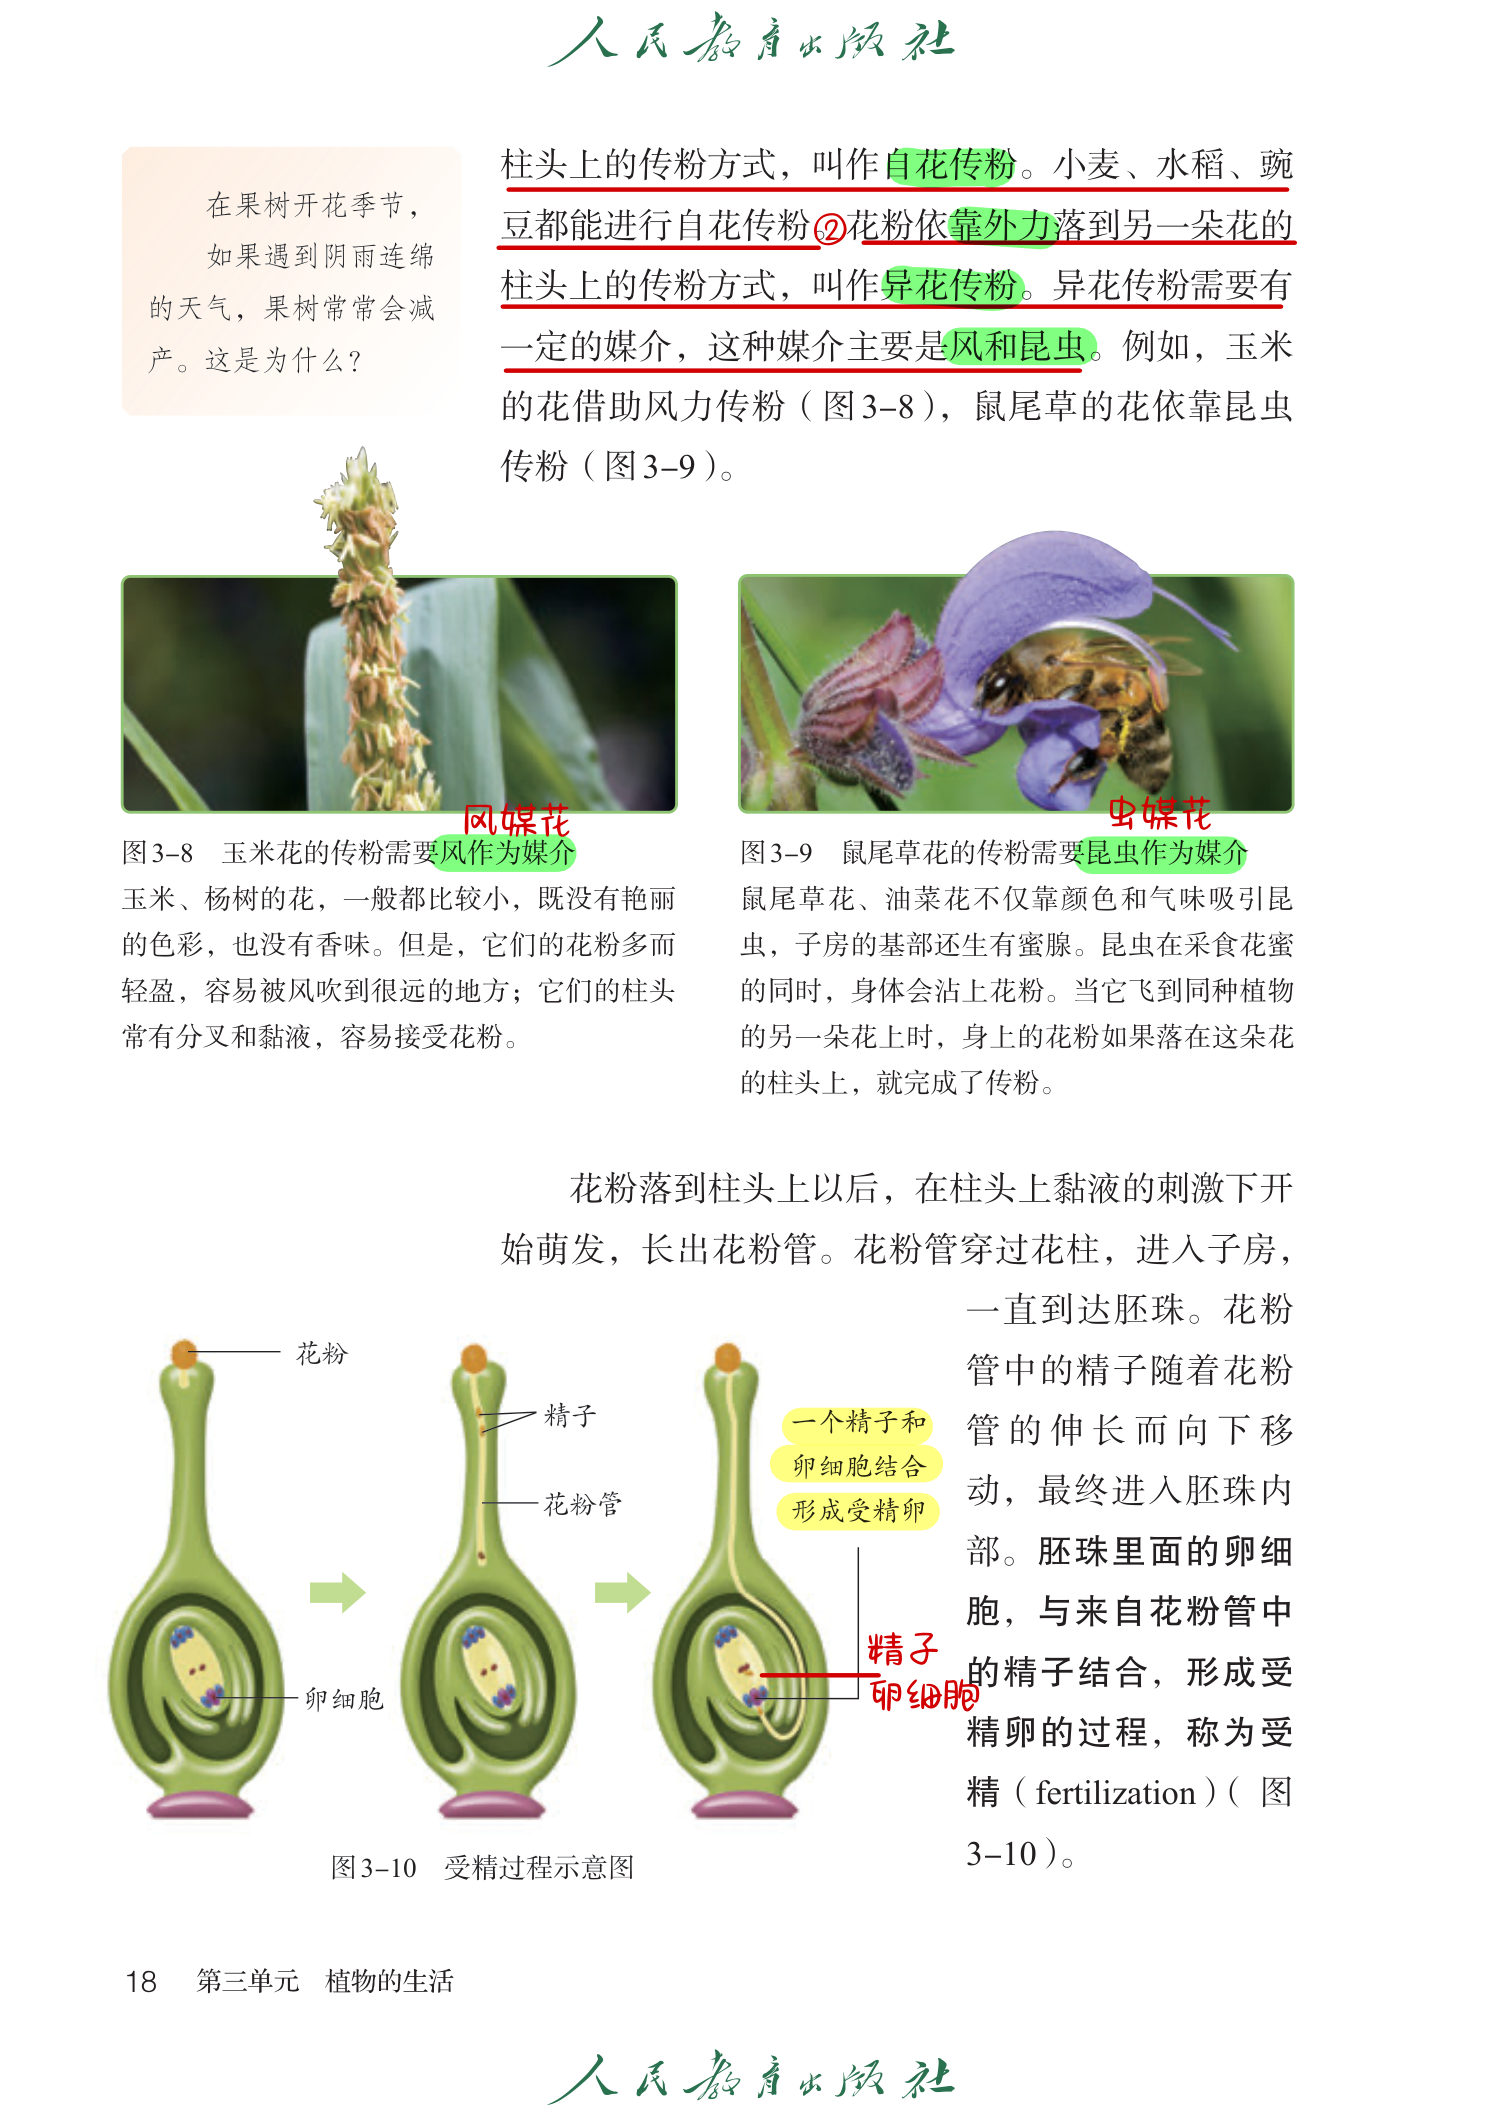 人民教育出版社
在果树开花季节，
如果遇到阴雨连绵
的天气，果树常常会减
产。这是为什么？
柱头上的传粉方式，叫作自花传粉。小麦、水稻、豌
豆都能进行自花传粉。②花粉依靠外力落到另一朵花的
柱头上的传粉方式，叫作异花传粉。异花传粉需要有
一定的媒介，这种媒介主要是风和昆虫。例如，玉米
的花借助风力传粉（图3-8），鼠尾草的花依靠昆虫
传粉（图3-9）。
风媒花
图3-8 玉米花的传粉需要风作为媒介
玉米、杨树的花，一般都比较小，既没有艳丽
的色彩，也没有香味。但是，它们的花粉多而
轻盈，容易被风吹到很远的地方；它们的柱头
常有分叉和黏液，容易接受花粉。
虫媒花
图3-9 鼠尾草花的传粉需要昆虫作为媒介
鼠尾草花、油菜花不仅靠颜色和气味吸引昆
虫，子房的基部还生有蜜腺。昆虫在采食花蜜
的同时，身体会沾上花粉。当它飞到同种植物
的另一朵花上时，身上的花粉如果落在这朵花
的柱头上，就完成了传粉。
花粉落到柱头上以后，在柱头上黏液的刺激下开
始萌发，长出花粉管。花粉管穿过花柱，进入子房，
一直到达胚珠。花粉
管中的精子随着花粉
管的伸长而向下移
动，最终进入胚珠内
部。胚珠里面的卵细
胞，与来自花粉管中
的精子结合，形成受
精卵的过程，称为受
精（fertilization）（图
3-10）。
花粉
卵细胞
精子
花粉管
一个精子和
卵细胞结合
形成受精卵
精子
卵细胞
图3-10 受精过程示意图
18 第三单元 植物的生活
人民教育出版社